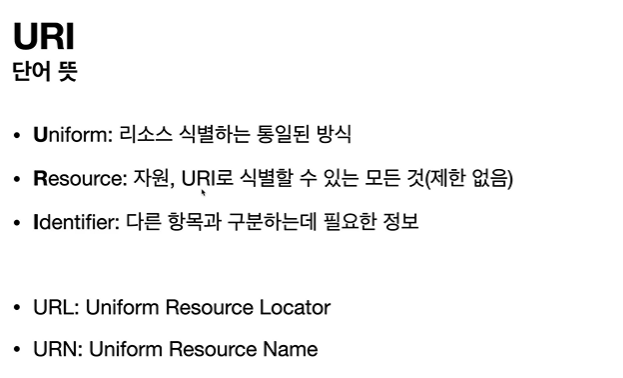 URI
단어 뜻
• Uniform: 리소스 식별하는 통일된 방식
• Resource: 자원, URI로 식별할 수 있는 모든 것(제한 없음)
• Identifier: 다른 항목과 구분하는데 필요한 정보
• URL: Uniform Resource Locator
• URN: Uniform Resource Name